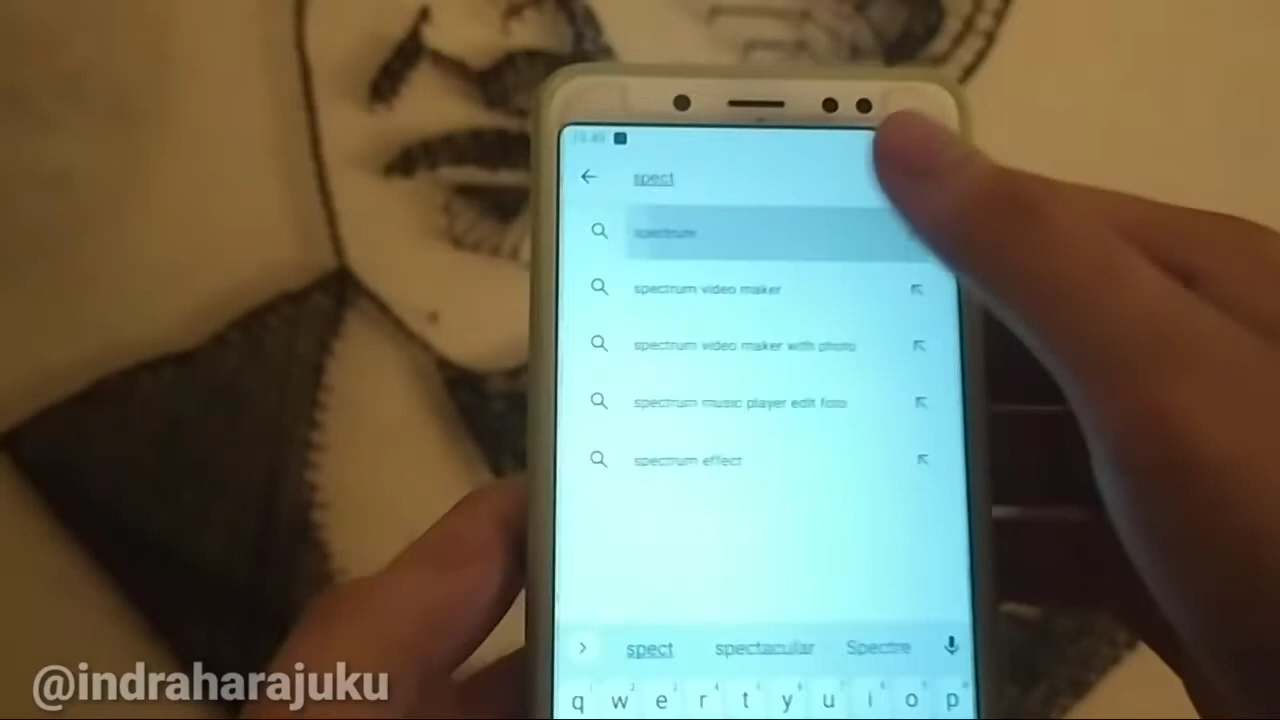 spect
spectrum
spectrum video maker
spectrum video maker with photo
spectrum music player edit foto
spectrum effect
spect spectacular Spectre
q w e r t y u i o p
@indraharajuku